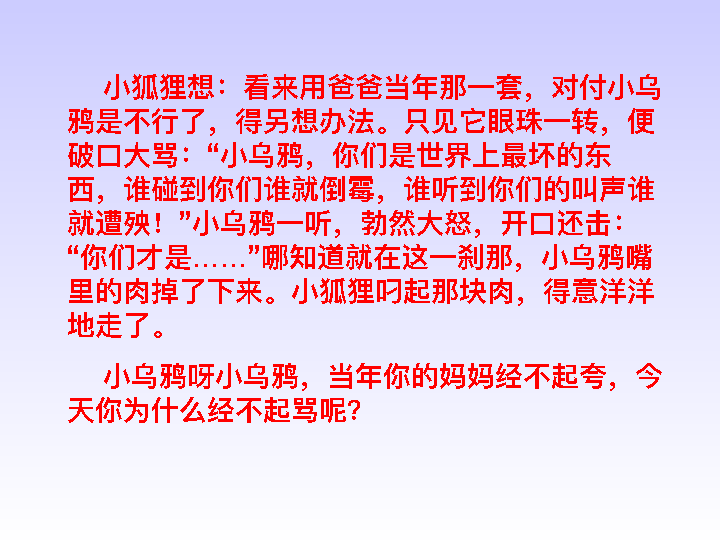 小狐狸想：看来用爸爸当年那一套，对付小乌
鸦是不行了，得另想办法。只见它眼珠一转，便
破口大骂：“小乌鸦，你们是世界上最坏的东
西，谁碰到你们谁就倒霉，谁听到你们的叫声谁
就遭殃！”小乌鸦一听，勃然大怒，开口还击：
“你们才是……”哪知道就在这一刹那，小乌鸦嘴
里的肉掉了下来。小狐狸叼起那块肉，得意洋洋
地走了。
小乌鸦呀小乌鸦，当年你的妈妈经不起夸，今
天你为什么经不起骂呢？